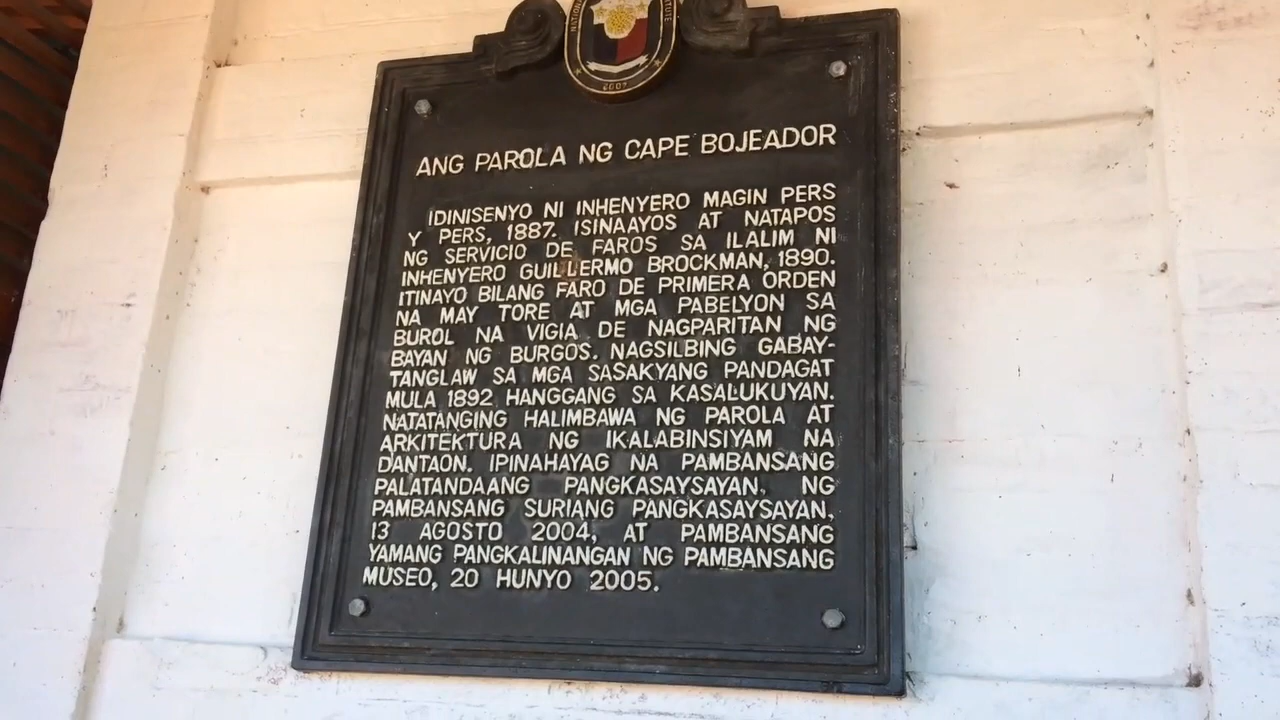 2007
ANG PAROLA NG CAPE BOJEADOR
IDINISENYO NI INHENYERO MAGIN PERS
Y PERS, 1887. ISINAAYOS AT NATAPOS
NG SERVICIO DE FAROS SA ILALIM NI
INHENYERO GUILLERMO BROCKMAN, 1890.
ITINAYO BILANG FARO DE PRIMERA ORDEN
NA MAY TORE AT MGA PABELYON SA
BUROL NA VIGIA DE NAGPARITAN NG
BAYAN NG BURGOS. NAGSILBING GABAY-
TANGLAW SA MGA SASAKYANG PANDAGAT
MULA 1892 HANGGANG SA KASALUKUYAN.
NATATANGING HALIMBAWA NG PAROLA AT
ARKITEKTURA NG IKALABINSIYAM NA
DANTAON. IPINAHAYAG NA PAMBANSANG
PALATANDAANG PANGKASAYSAYAN, NG
PAMBANSANG SURIANG PANGKASAYSAYAN,
13 AGOSTO 2004, AT PAMBANSANG
YAMANG PANGKALINANGAN NG PAMBANSANG
MUSEO, 20 HUNYO 2005.